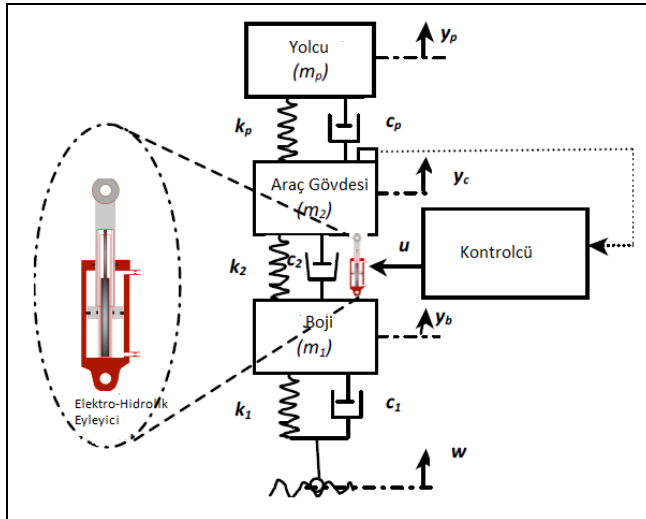 Yolcu
(mp)
yp
kp
cp
Araç Gövdesi
(m2)
yc
u
Kontrolcü
k2
c2
Boji
(m1)
yb
Elektro-Hidrolik
Eyleyici
k1
c1
w